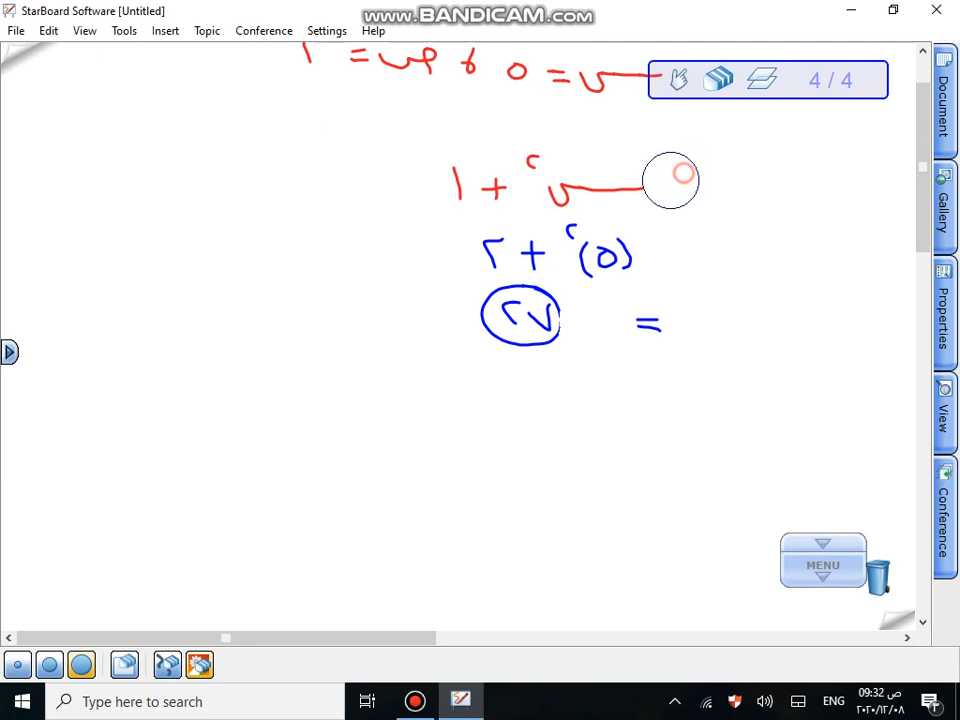 StarBoard Software [Untitled]
WWW.BANDICAM.COM
File Edit View Tools Insert Topic Conference Settings Help
س = ٥ ، ص = ١
4 / 4
س٢ + ١
(٥)٢ + ٢
= ٢٧
Document
Gallery
Properties
View
Conference
MENU
Type here to search
ENG
09:32 ص
٢٠٢٠/١٢/٠٨